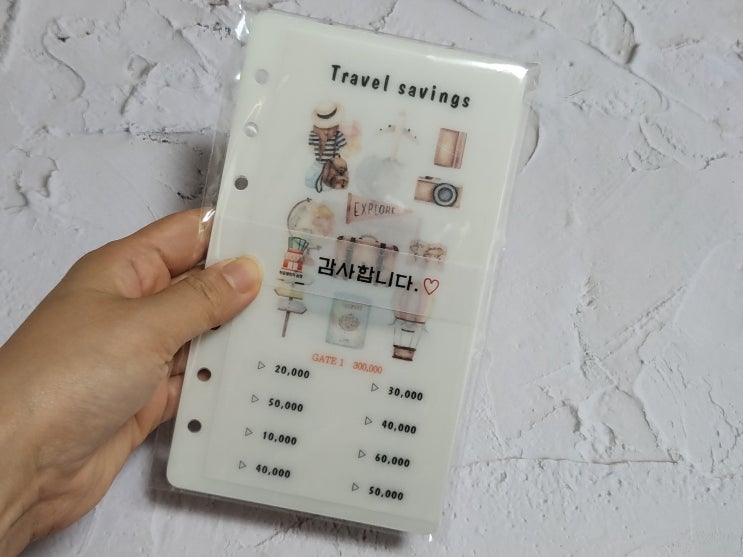 Travel savings
EXPLORE
감사합니다.♡
GATE 1 300,000
▷ 20,000 ▷ 30,000
▷ 50,000 ▷ 40,000
▷ 10,000 ▷ 60,000
▷ 40,000 ▷ 50,000